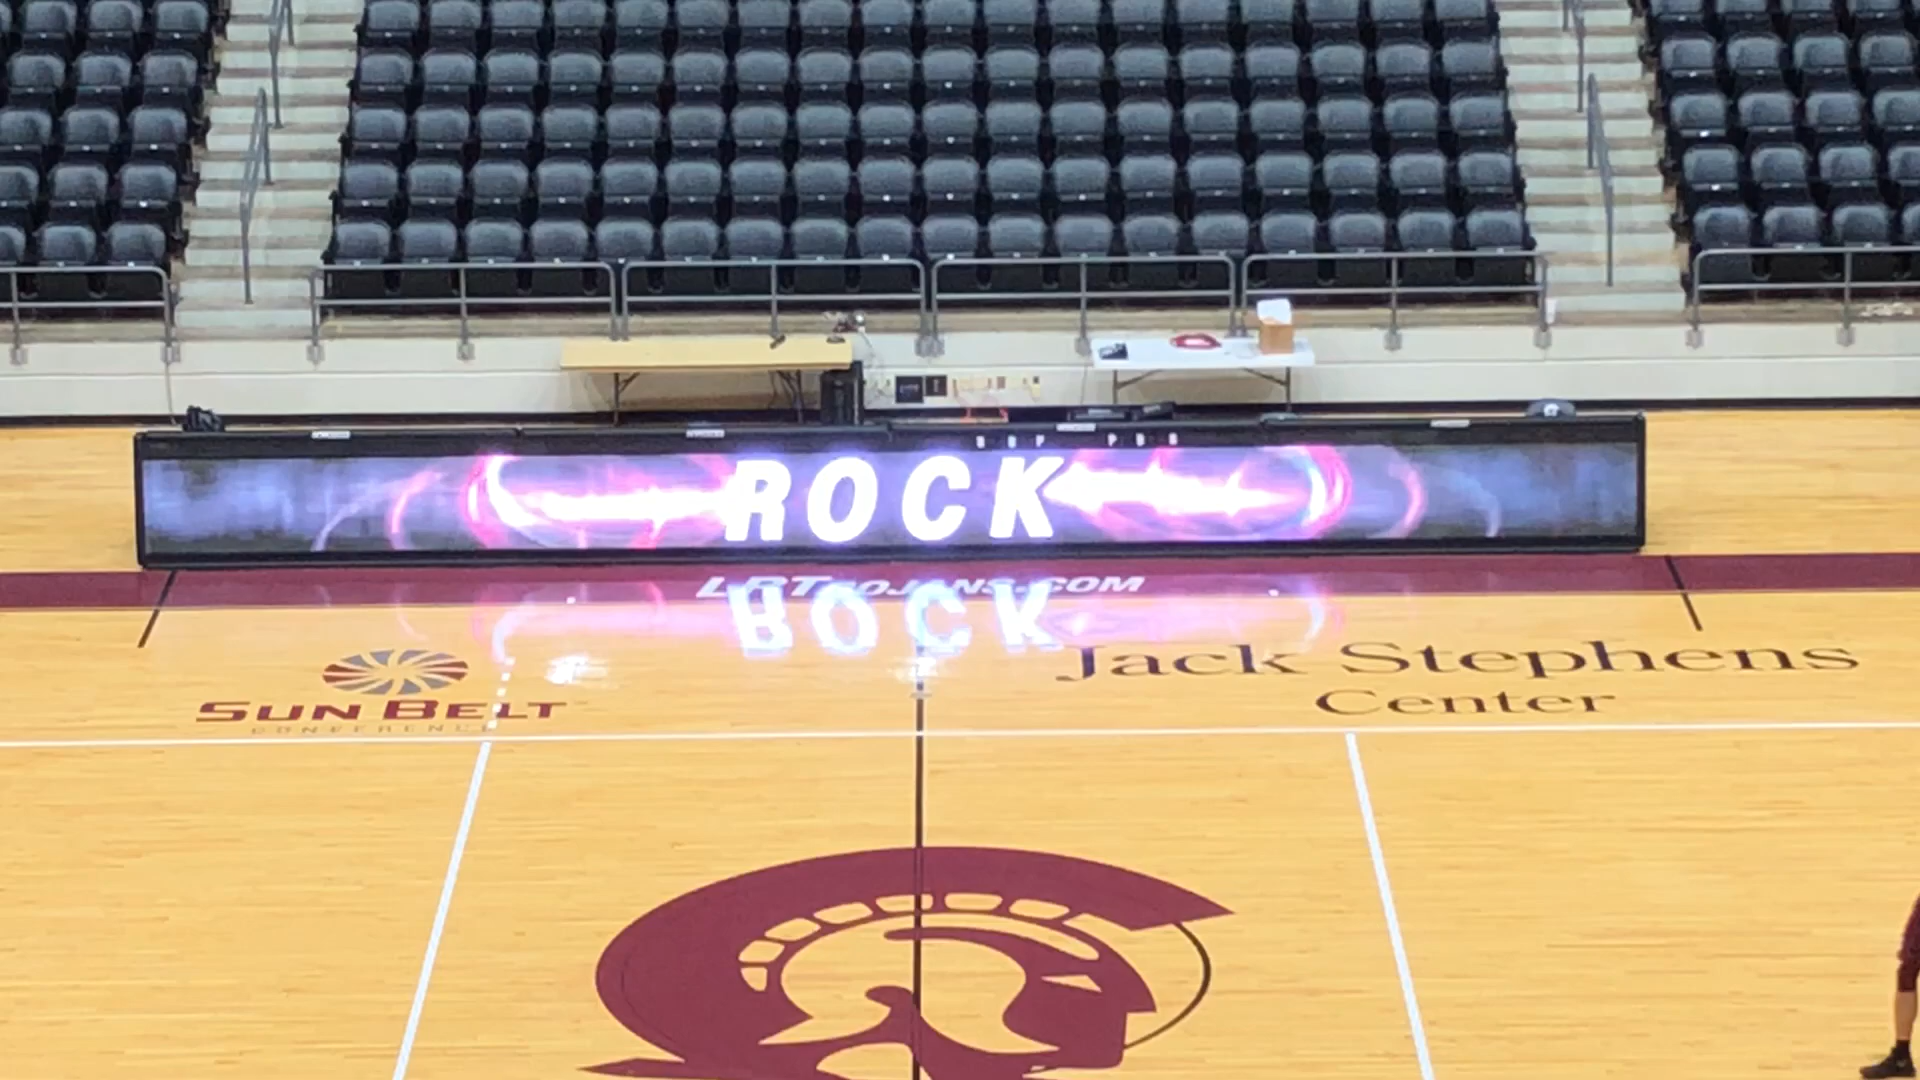 ROCK
LRTROJANS.COM
SUN BELT
CONFERENCE
Jack Stephens
Center